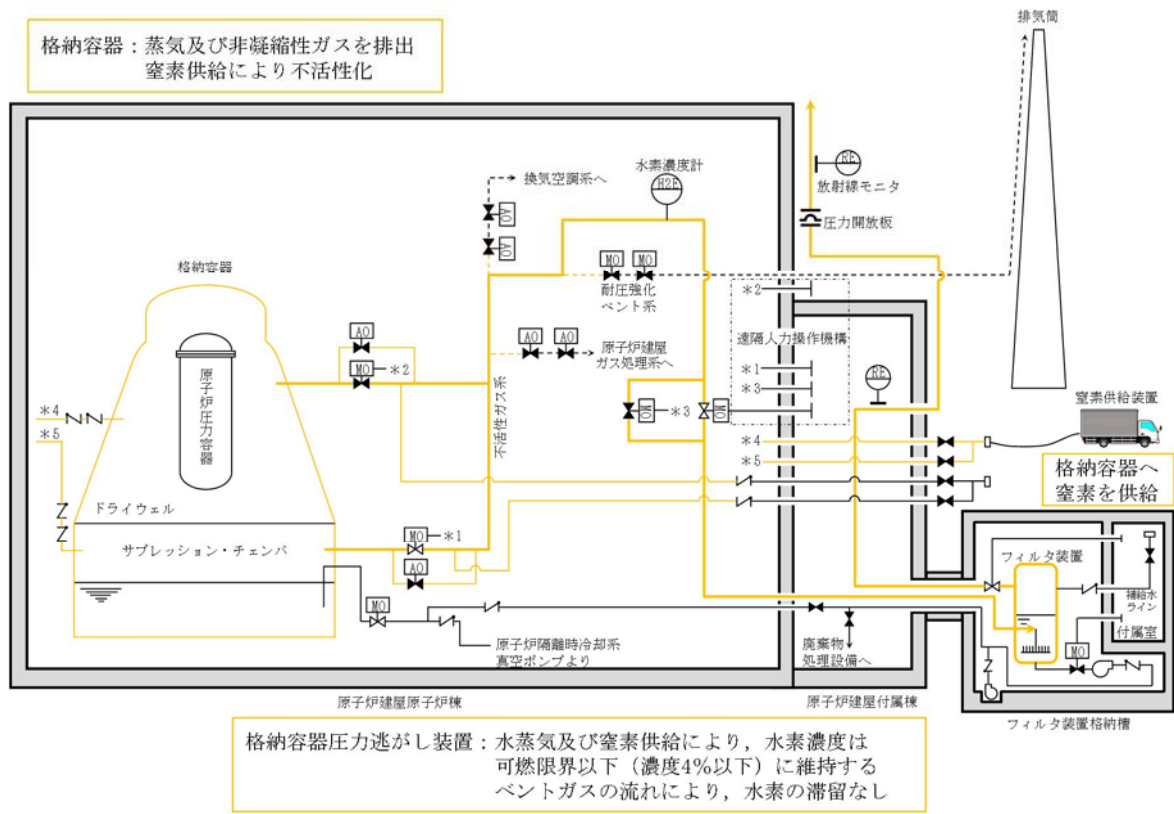 格納容器：蒸気及び非凝縮性ガスを排出
窒素供給により不活性化
排気筒
水素濃度計
H2E
RE
放射線モニタ
圧力開放板
換気空調系へ
AO
AO
格納容器
MO
MO
耐圧強化
ベント系
*2
遠隔人力操作機構
AO
MO
*2
AO
AO
原子炉建屋
ガス処理系へ
*1
*3
RE
原子炉圧力容器
不活性ガス系
MO
*3
MO
*4
*5
*4
*5
窒素供給装置
格納容器へ
窒素を供給
ドライウェル
サプレッション・チェンバ
MO
*1
AO
フィルタ装置
補給水
ライン
付属室
MO
MO
原子炉隔離時冷却系
真空ポンプより
廃棄物
処理設備へ
原子炉建屋原子炉棟
原子炉建屋付属棟
フィルタ装置格納槽
格納容器圧力逃がし装置：水蒸気及び窒素供給により，水素濃度は
可燃限界以下（濃度4%以下）に維持する
ベントガスの流れにより，水素の滞留なし